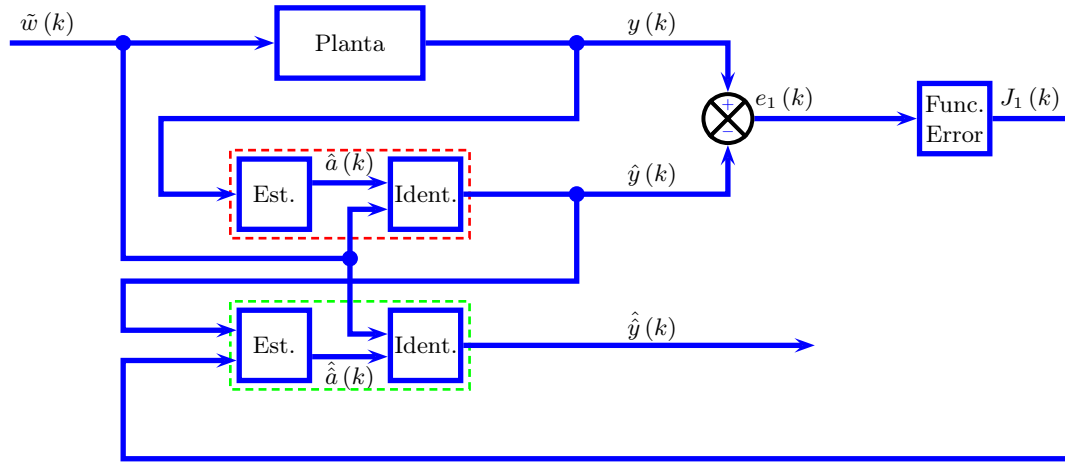 w̃ (k)
Planta
y (k)
+
−
e₁ (k)
Func.
Error
J₁ (k)
Est.
â (k)
Ident.
ŷ (k)
Est.
â̂ (k)
Ident.
ŷ̂ (k)